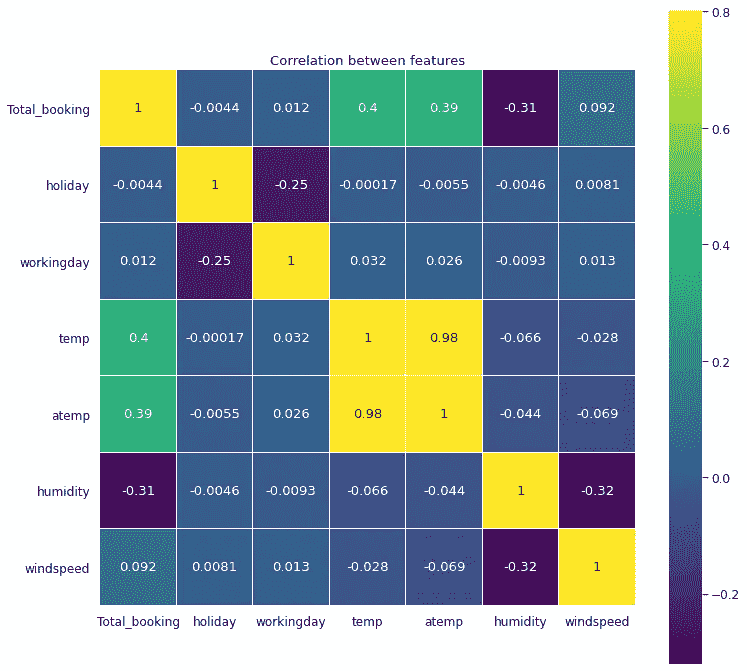 Correlation between features
Total_booking 1 -0.0044 0.012 0.4 0.39 -0.31 0.092
holiday -0.0044 1 -0.25 -0.00017 -0.0055 -0.0046 0.0081
workingday 0.012 -0.25 1 0.032 0.026 -0.0093 0.013
temp 0.4 -0.00017 0.032 1 0.98 -0.066 -0.028
atemp 0.39 -0.0055 0.026 0.98 1 -0.044 -0.069
humidity -0.31 -0.0046 -0.0093 -0.066 -0.044 1 -0.32
windspeed 0.092 0.0081 0.013 -0.028 -0.069 -0.32 1
Total_booking holiday workingday temp atemp humidity windspeed
0.8
0.6
0.4
0.2
0.0
−0.2